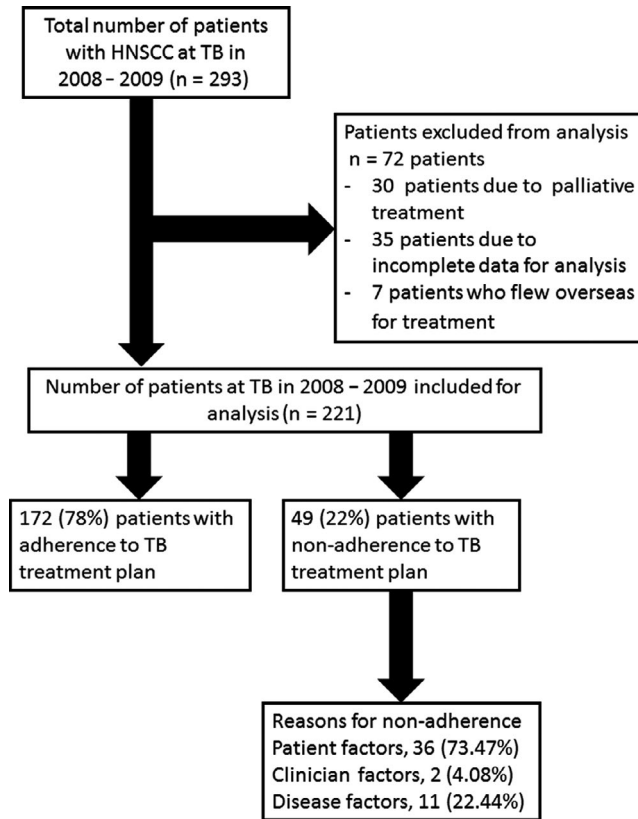 Total number of patients
with HNSCC at TB in
2008 – 2009 (n = 293)
Patients excluded from analysis
n = 72 patients
- 30 patients due to palliative
treatment
- 35 patients due to
incomplete data for analysis
- 7 patients who flew overseas
for treatment
Number of patients at TB in 2008 – 2009 included for
analysis (n = 221)
172 (78%) patients with
adherence to TB
treatment plan
49 (22%) patients with
non-adherence to TB
treatment plan
Reasons for non-adherence
Patient factors, 36 (73.47%)
Clinician factors, 2 (4.08%)
Disease factors, 11 (22.44%)